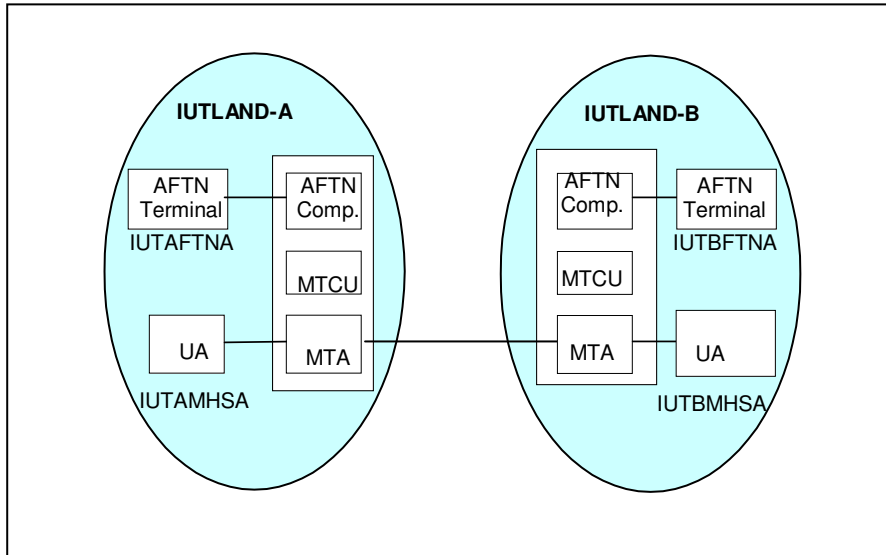 IUTLAND-A
AFTN
Terminal
IUTAFTNA
AFTN
Comp.
MTCU
UA
MTA
IUTAMHSA
IUTLAND-B
AFTN
Comp.
AFTN
Terminal
IUTBFTNA
MTCU
MTA
UA
IUTBMHSA